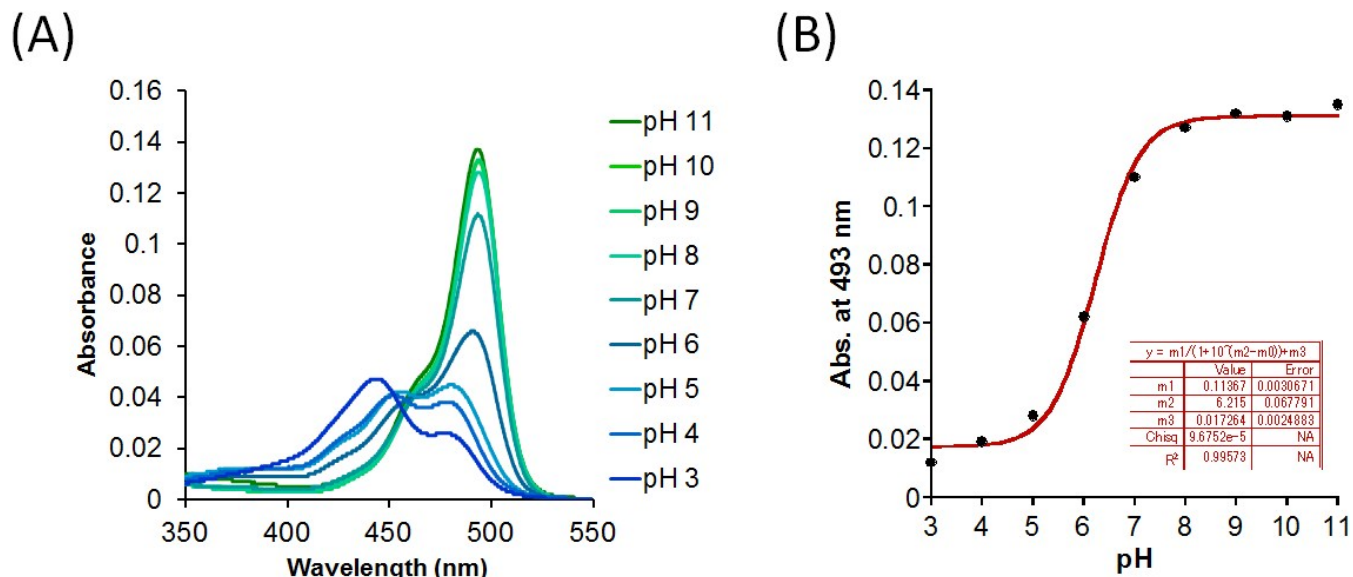 (A)
0.16
0.14
0.12
0.1
0.08
0.06
0.04
0.02
0
Absorbance
350
400
450
500
550
Wavelength (nm)
pH 11
pH 10
pH 9
pH 8
pH 7
pH 6
pH 5
pH 4
pH 3
(B)
0.14
0.12
0.1
0.08
0.06
0.04
0.02
0
Abs. at 493 nm
3
4
5
6
7
8
9
10
11
pH
y = m1/(1+10^(m2-m0))+m3
Value Error
m1 0.11367 0.0030671
m2 6.215 0.067791
m3 0.017264 0.0024883
Chisq 9.6752e-5 NA
R² 0.99573 NA